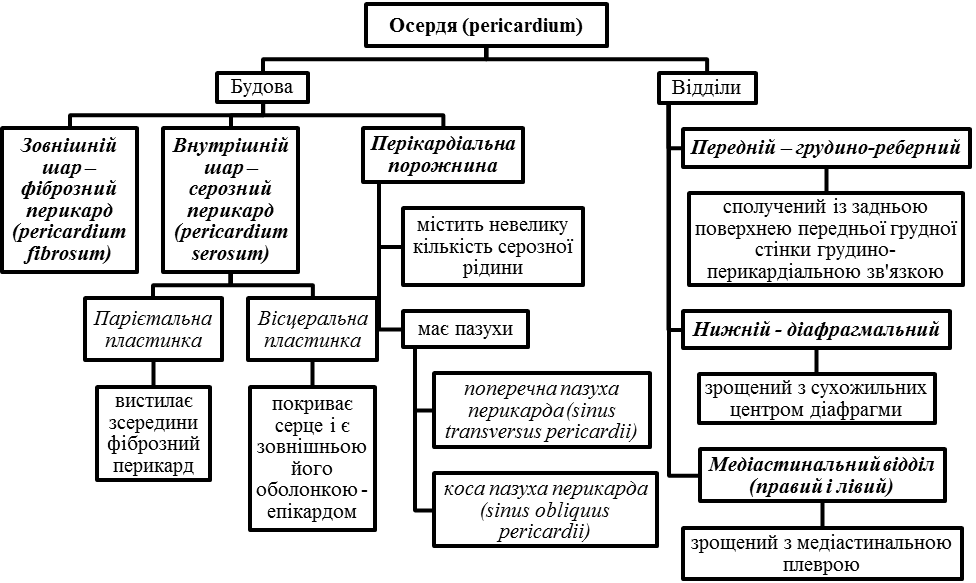 Осердя (pericardium)
Будова
Відділи
Зовнішній
шар –
фіброзний
перикард
(pericardium
fibrosum)
Внутрішній
шар –
серозний
перикард
(pericardium
serosum)
Перікардіальна
порожнина
містить невелику
кількість серозної
рідини
має пазухи
поперечна пазуха
перикарда (sinus
transversus pericardii)
коса пазуха перикарда
(sinus obliquus
pericardii)
Парієтальна
пластинка
вистилає
зсередини
фіброзний
перикард
Вісцеральна
пластинка
покриває
серце і є
зовнішньою
його
оболонкою -
епікардом
Передній – грудино-реберний
сполучений із задньою
поверхнею передньої грудної
стінки грудино-
перикардіальною зв'язкою
Нижній - діафрагмальний
зрощений з сухожильних
центром діафрагми
Медіастинальний відділ
(правий і лівий)
зрощений з медіастинальною
плеврою